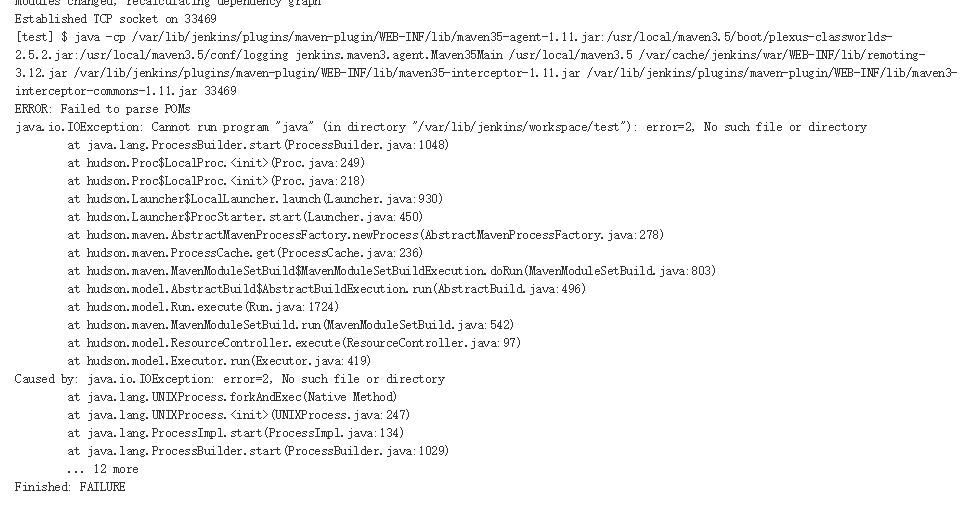 modules changed, recalculating dependency graph
Established TCP socket on 33469
[test] $ java -cp /var/lib/jenkins/plugins/maven-plugin/WEB-INF/lib/maven35-agent-1.11.jar:/usr/local/maven3.5/boot/plexus-classworlds-
2.5.2.jar:/usr/local/maven3.5/conf/logging jenkins.maven3.agent.Maven35Main /usr/local/maven3.5 /var/cache/jenkins/war/WEB-INF/lib/remoting-
3.12.jar /var/lib/jenkins/plugins/maven-plugin/WEB-INF/lib/maven35-interceptor-1.11.jar /var/lib/jenkins/plugins/maven-plugin/WEB-INF/lib/maven3-
interceptor-commons-1.11.jar 33469
ERROR: Failed to parse POMs
java.io.IOException: Cannot run program "java" (in directory "/var/lib/jenkins/workspace/test"): error=2, No such file or directory
at java.lang.ProcessBuilder.start(ProcessBuilder.java:1048)
at hudson.Proc$LocalProc.<init>(Proc.java:249)
at hudson.Proc$LocalProc.<init>(Proc.java:218)
at hudson.Launcher$LocalLauncher.launch(Launcher.java:930)
at hudson.Launcher$ProcStarter.start(Launcher.java:450)
at hudson.maven.AbstractMavenProcessFactory.newProcess(AbstractMavenProcessFactory.java:278)
at hudson.maven.ProcessCache.get(ProcessCache.java:236)
at hudson.maven.MavenModuleSetBuild$MavenModuleSetBuildExecution.doRun(MavenModuleSetBuild.java:803)
at hudson.model.AbstractBuild$AbstractBuildExecution.run(AbstractBuild.java:496)
at hudson.model.Run.execute(Run.java:1724)
at hudson.maven.MavenModuleSetBuild.run(MavenModuleSetBuild.java:542)
at hudson.model.ResourceController.execute(ResourceController.java:97)
at hudson.model.Executor.run(Executor.java:419)
Caused by: java.io.IOException: error=2, No such file or directory
at java.lang.UNIXProcess.forkAndExec(Native Method)
at java.lang.UNIXProcess.<init>(UNIXProcess.java:247)
at java.lang.ProcessImpl.start(ProcessImpl.java:134)
at java.lang.ProcessBuilder.start(ProcessBuilder.java:1029)
... 12 more
Finished: FAILURE